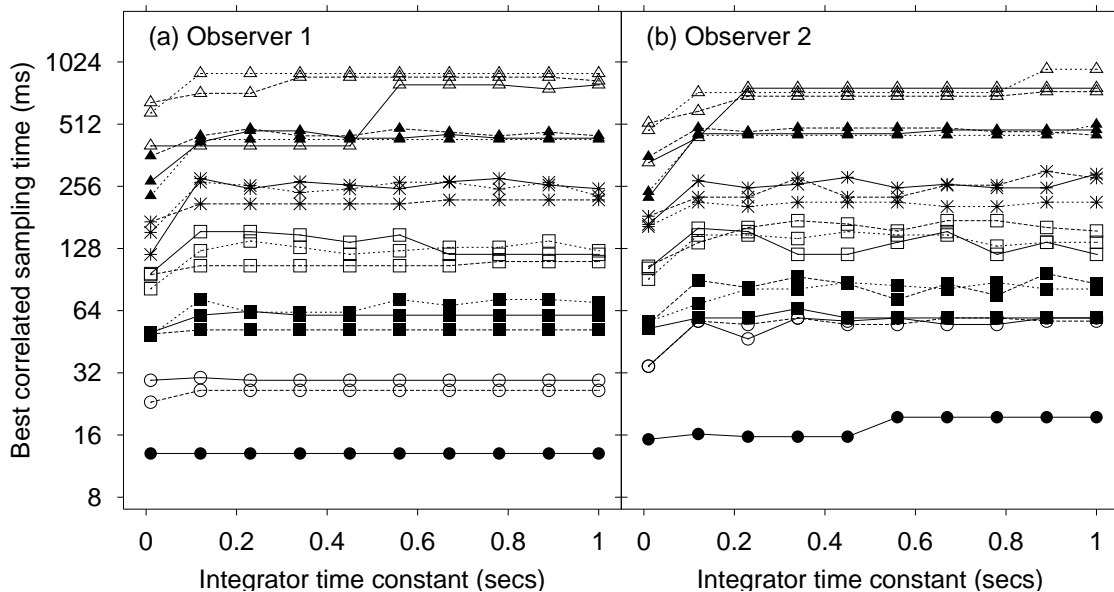 (a) Observer 1
(b) Observer 2
Best correlated sampling time (ms)
1024
512
256
128
64
32
16
8
0 0.2 0.4 0.6 0.8 1
0 0.2 0.4 0.6 0.8 1
Integrator time constant (secs)
Integrator time constant (secs)